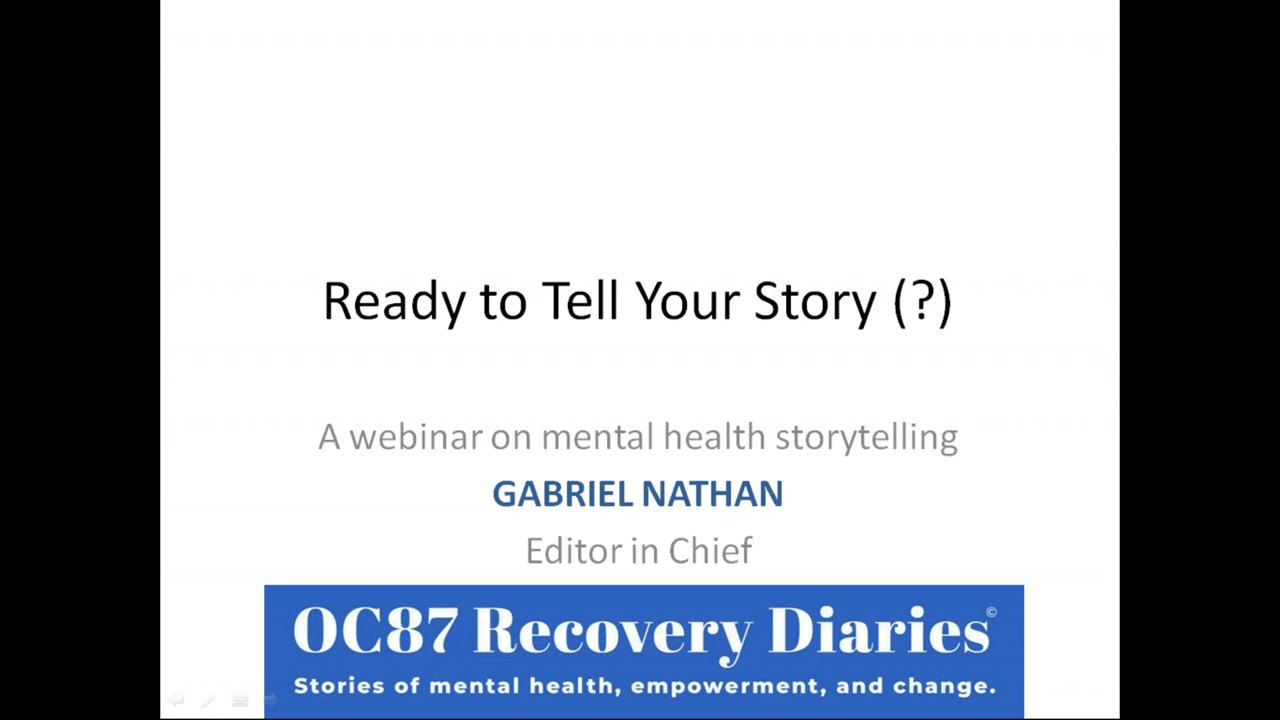 Ready to Tell Your Story (?)
A webinar on mental health storytelling
GABRIEL NATHAN
Editor in Chief
OC87 Recovery Diaries©
Stories of mental health, empowerment, and change.